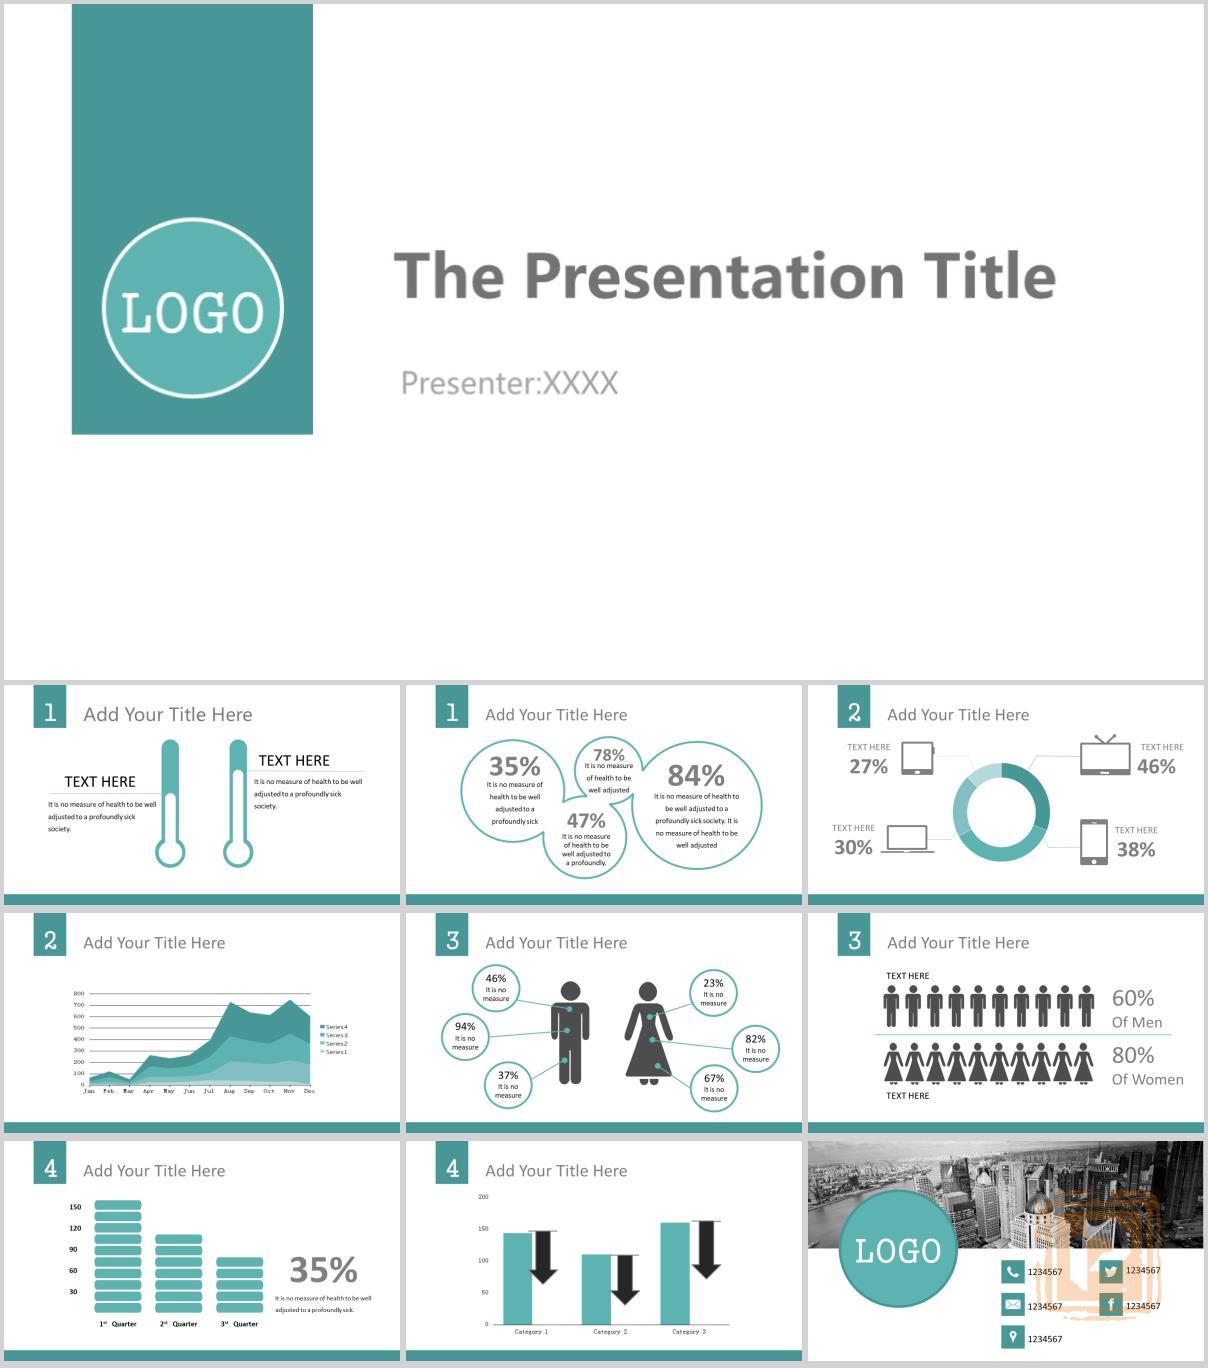 LOGO
The Presentation Title
Presenter:XXXX
1
Add Your Title Here
TEXT HERE
It is no measure of health to be well
adjusted to a profoundly sick
society.
TEXT HERE
It is no measure of health to be well
adjusted to a profoundly sick
society.
1
Add Your Title Here
35%
It is no measure of
health to be well
adjusted to a
profoundly sick
78%
It is no measure
of health to be
well adjusted
47%
It is no measure
of health to be
well adjusted to
a profoundly.
84%
It is no measure of health to
be well adjusted to a
profoundly sick society. It is
no measure of health to be
well adjusted
2
Add Your Title Here
TEXT HERE
27%
TEXT HERE
46%
TEXT HERE
30%
TEXT HERE
38%
2
Add Your Title Here
800
700
600
500
400
300
200
100
0
Jan Feb Mar Apr May Jun Jul Aug Sep Oct Nov Dec
Series4
Series3
Series2
Series1
3
Add Your Title Here
46%
It is no
measure
94%
It is no
measure
37%
It is no
measure
23%
It is no
measure
82%
It is no
measure
67%
It is no
measure
3
Add Your Title Here
TEXT HERE
60%
Of Men
80%
Of Women
TEXT HERE
4
Add Your Title Here
150
120
90
60
30
1st Quarter 2st Quarter 3st Quarter
35%
It is no measure of health to be well
adjusted to a profoundly sick.
4
Add Your Title Here
200
150
100
50
0
Category 1 Category 2 Category 3
LOGO
1234567
1234567
1234567
1234567
1234567